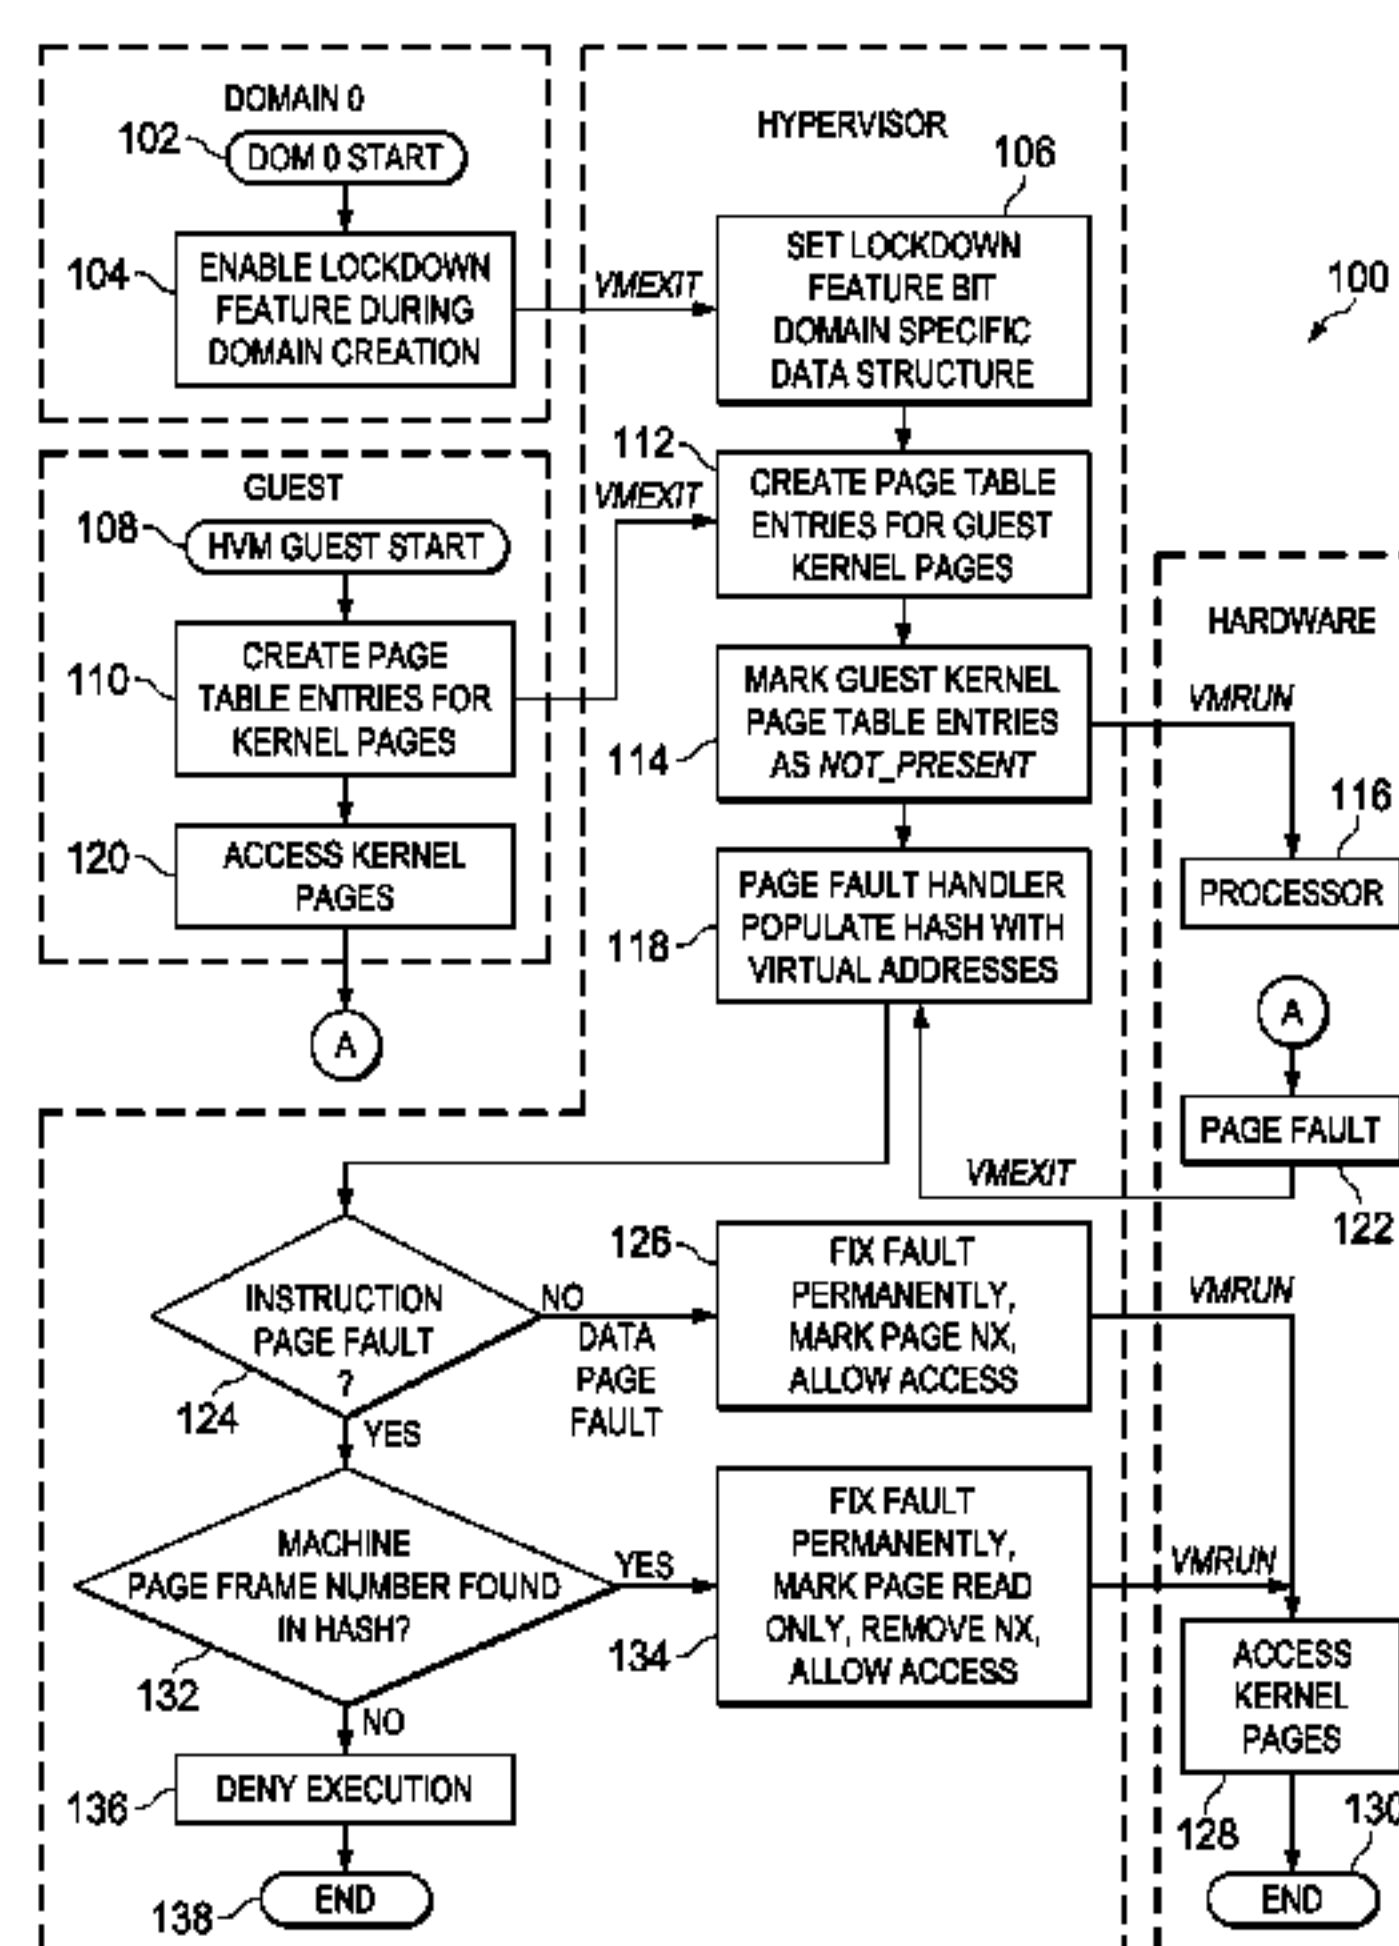 DOMAIN 0
102
DOM 0 START
104
ENABLE LOCKDOWN
FEATURE DURING
DOMAIN CREATION
VMEXIT
HYPERVISOR
106
SET LOCKDOWN
FEATURE BIT
DOMAIN SPECIFIC
DATA STRUCTURE
100
GUEST
108
HVM GUEST START
110
CREATE PAGE
TABLE ENTRIES FOR
KERNEL PAGES
120
ACCESS KERNEL
PAGES
A
VMEXIT
112
CREATE PAGE TABLE
ENTRIES FOR GUEST
KERNEL PAGES
114
MARK GUEST KERNEL
PAGE TABLE ENTRIES
AS NOT_PRESENT
118
PAGE FAULT HANDLER
POPULATE HASH WITH
VIRTUAL ADDRESSES
HARDWARE
VMRUN
116
PROCESSOR
A
PAGE FAULT
122
VMEXIT
INSTRUCTION
PAGE FAULT
?
124
NO
DATA
PAGE
FAULT
YES
126
FIX FAULT
PERMANENTLY,
MARK PAGE NX,
ALLOW ACCESS
VMRUN
MACHINE
PAGE FRAME NUMBER FOUND
IN HASH?
132
YES
NO
134
FIX FAULT
PERMANENTLY,
MARK PAGE READ
ONLY, REMOVE NX,
ALLOW ACCESS
VMRUN
ACCESS
KERNEL
PAGES
128
130
END
136
DENY EXECUTION
138
END